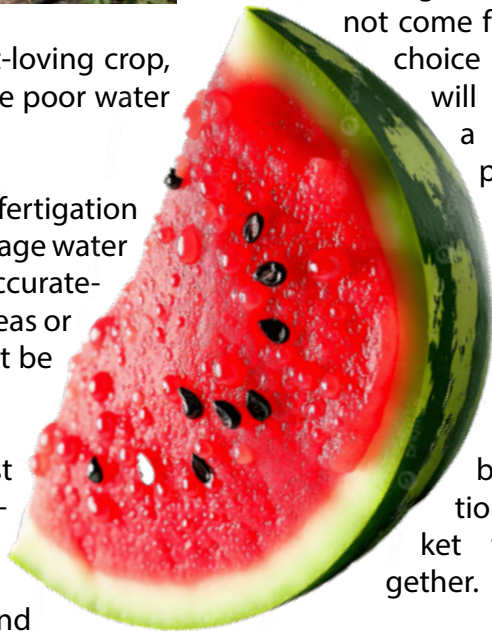 -loving crop,
e poor water
fertigation
age water
ccurate-
eas or
t be
st
-
nd
not come f
choice
will
a
p
b
tio
ket
gether.